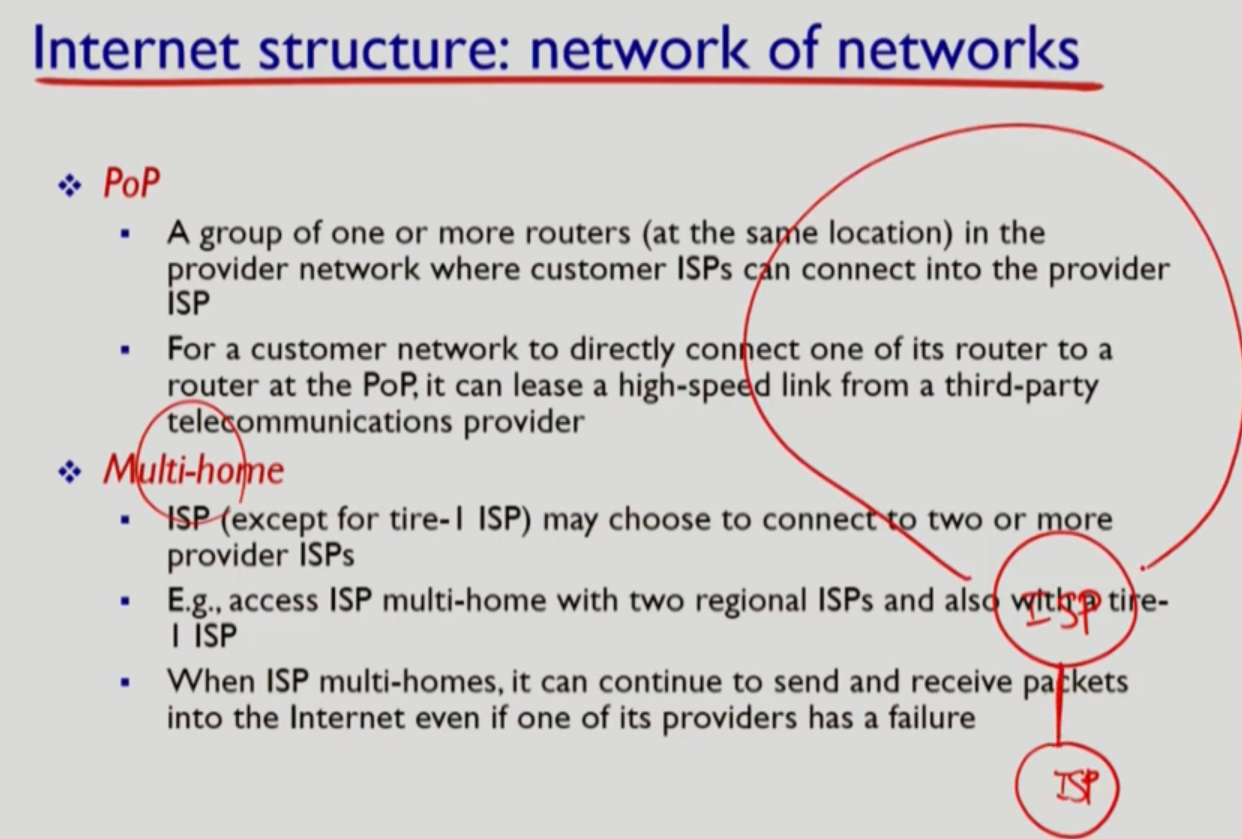 Internet structure: network of networks
PoP
A group of one or more routers (at the same location) in the
provider network where customer ISPs can connect into the provider
ISP
For a customer network to directly connect one of its router to a
router at the PoP, it can lease a high-speed link from a third-party
telecommunications provider
Multi-home
ISP (except for tire-1 ISP) may choose to connect to two or more
provider ISPs
E.g., access ISP multi-home with two regional ISPs and also with a tire-
1 ISP
ISP
When ISP multi-homes, it can continue to send and receive packets
into the Internet even if one of its providers has a failure
ISP